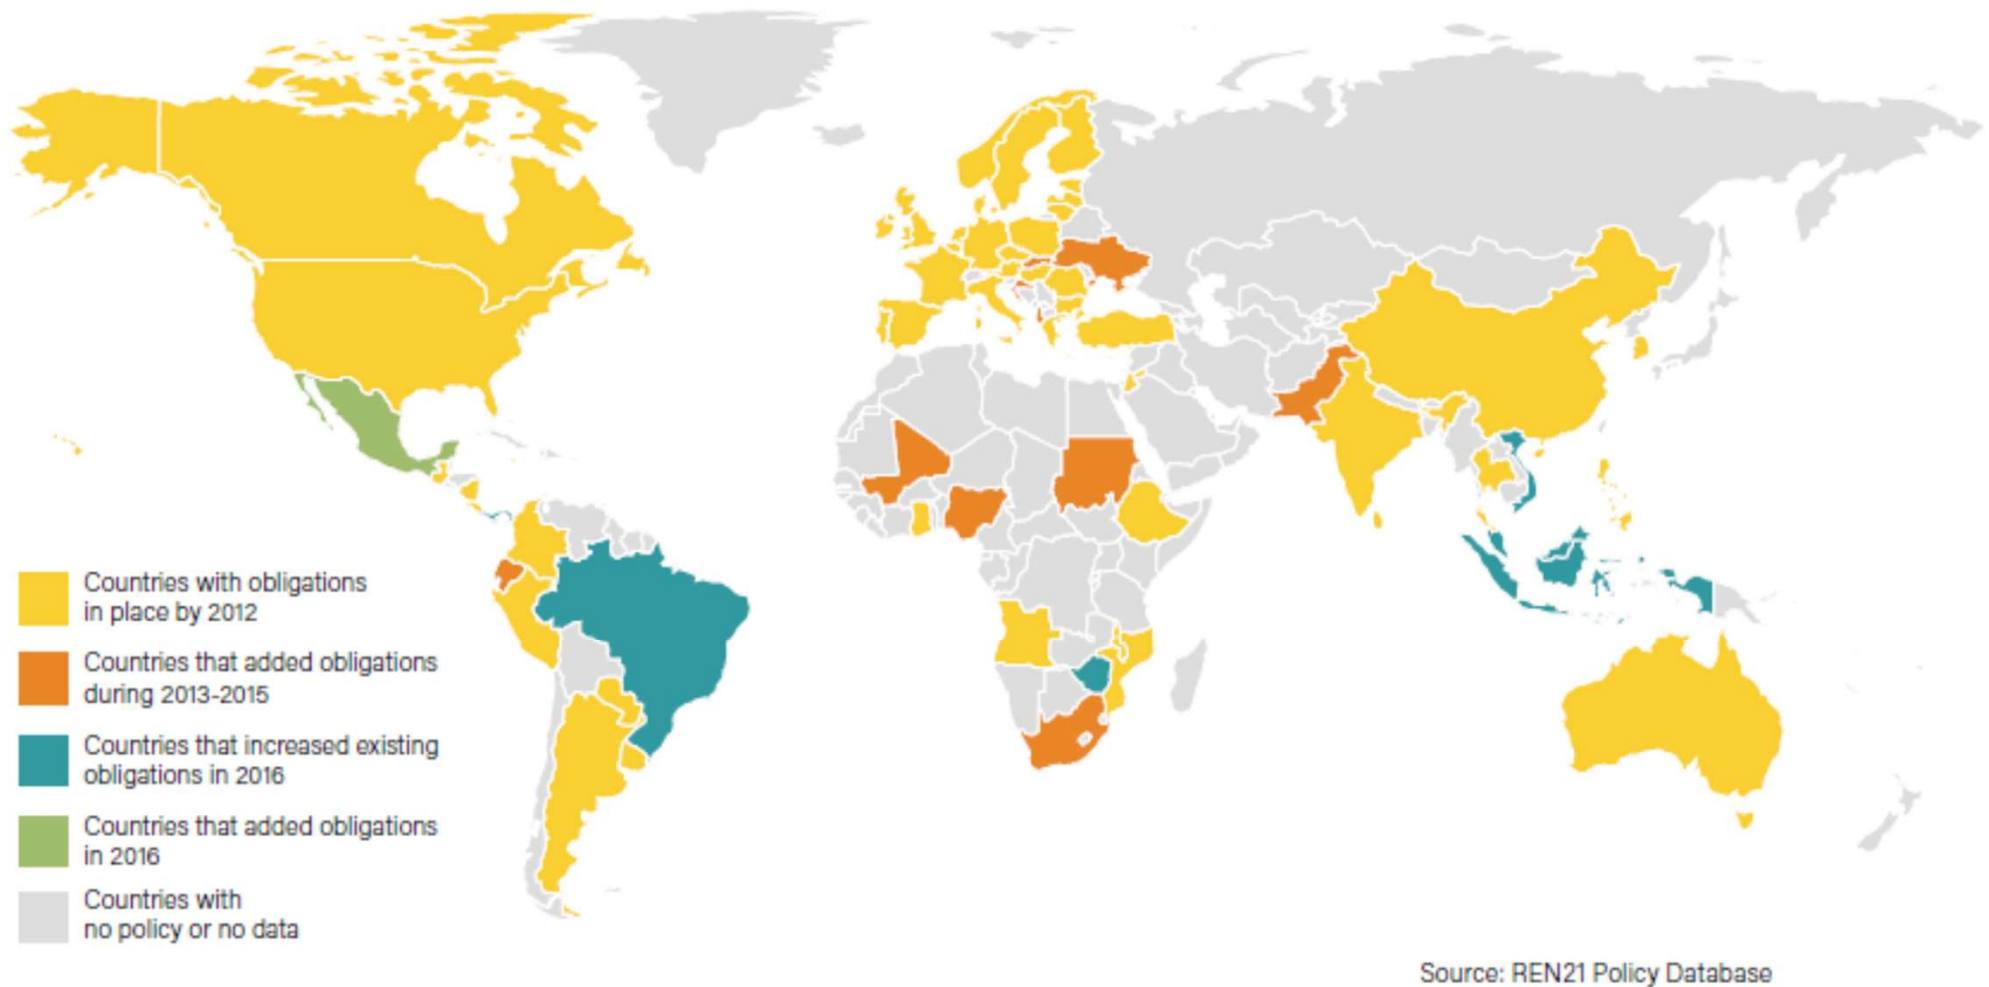 Countries with obligations
in place by 2012
Countries that added obligations
during 2013-2015
Countries that increased existing
obligations in 2016
Countries that added obligations
in 2016
Countries with
no policy or no data
Source: REN21 Policy Database